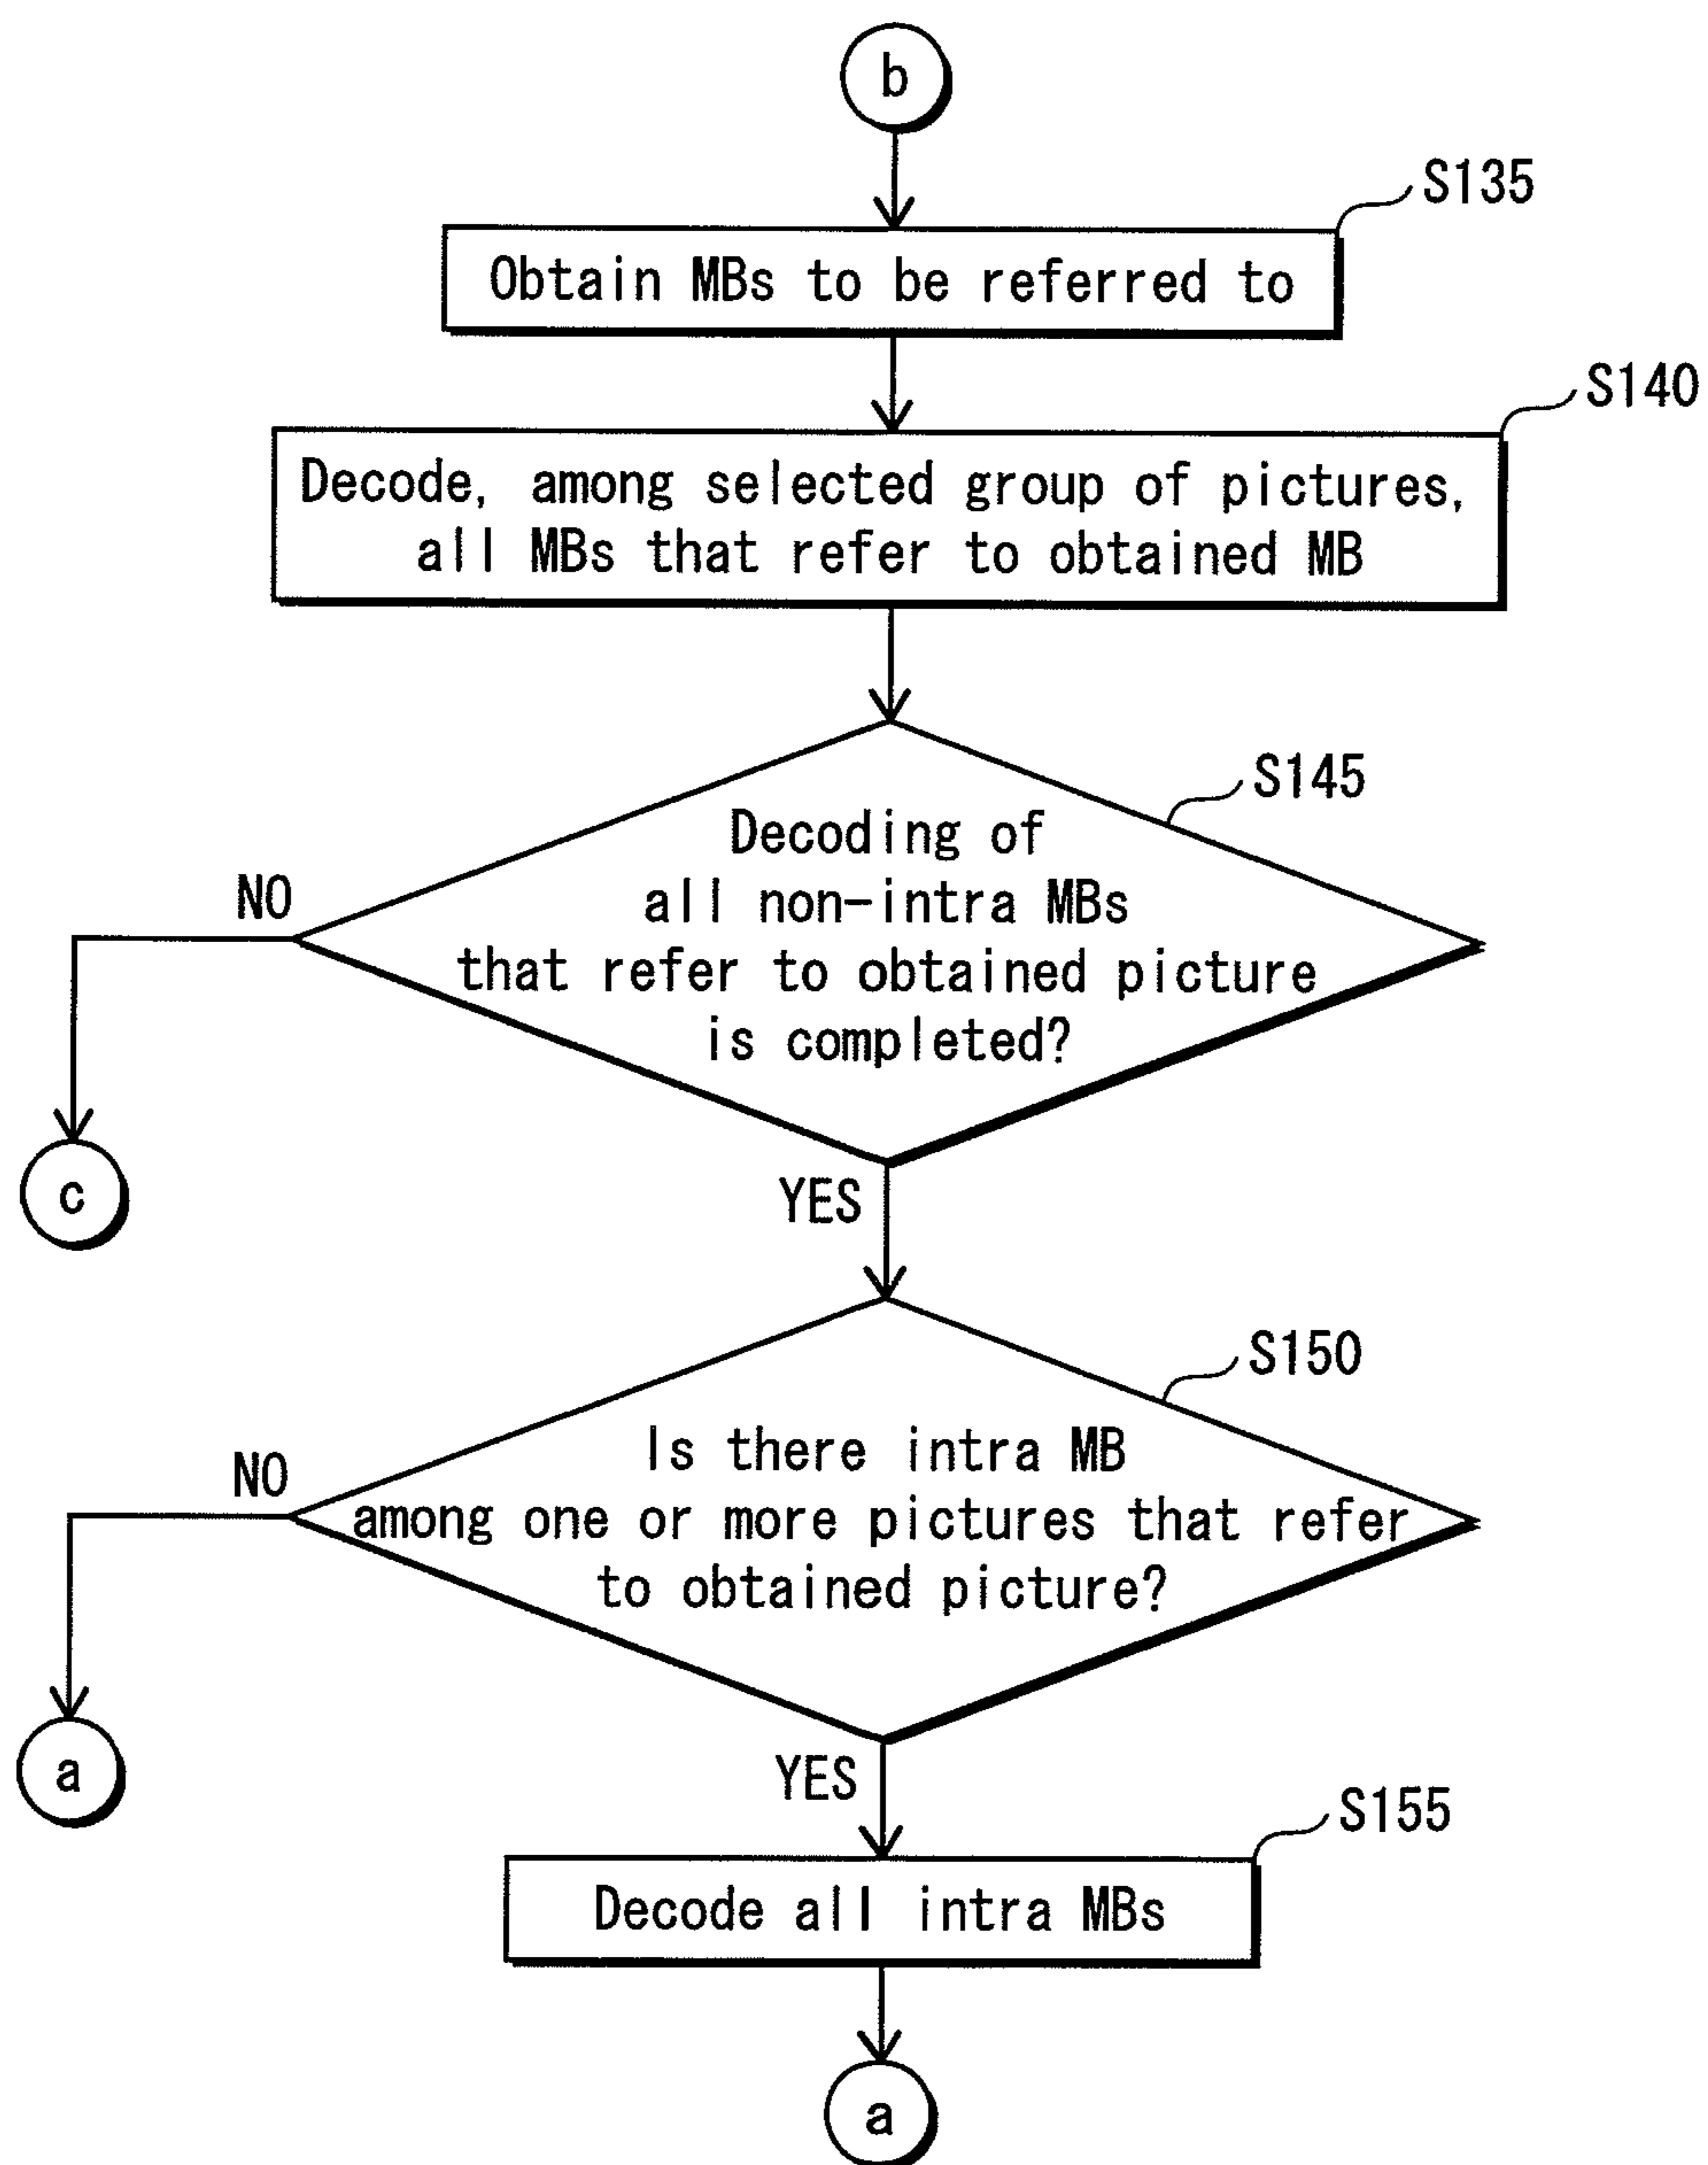 b
S135
Obtain MBs to be referred to
S140
Decode, among selected group of pictures,
all MBs that refer to obtained MB
S145
Decoding of
all non-intra MBs
that refer to obtained picture
is completed?
NO
c
YES
S150
Is there intra MB
among one or more pictures that refer
to obtained picture?
NO
a
YES
S155
Decode all intra MBs
a